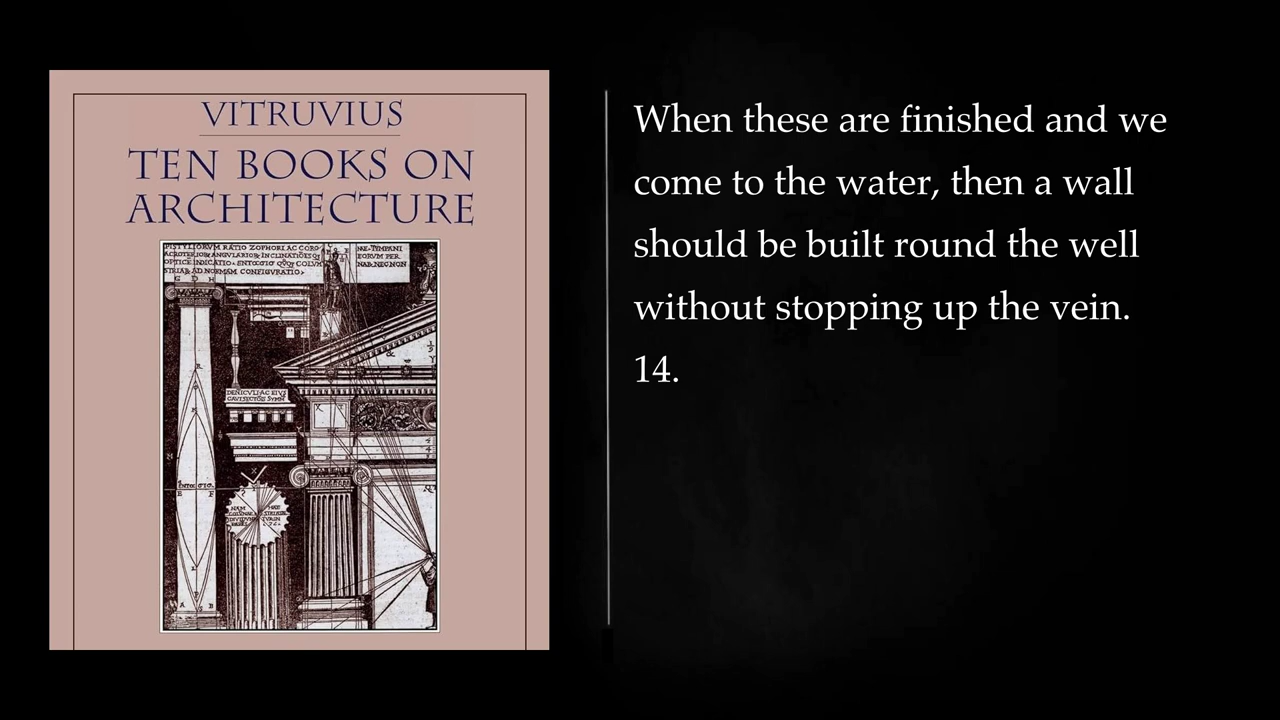 VITRUVIUS
TEN BOOKS ON
ARCHITECTURE
When these are finished and we
come to the water, then a wall
should be built round the well
without stopping up the vein.
14.